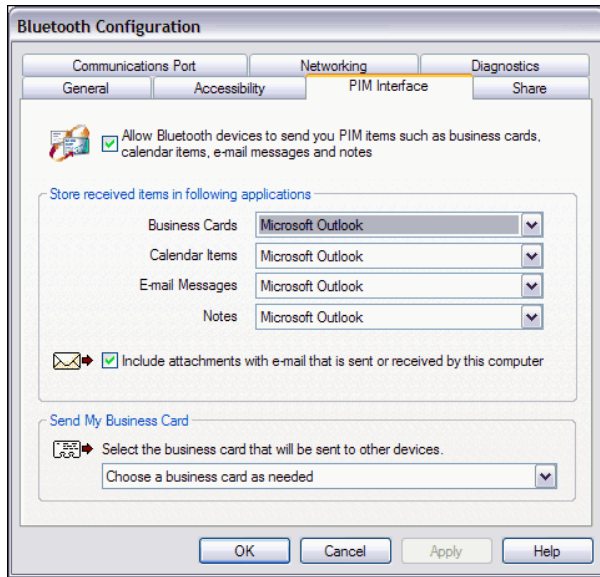 Bluetooth Configuration
Communications Port
Networking
Diagnostics
General
Accessibility
PIM Interface
Share
Allow Bluetooth devices to send you PIM items such as business cards,
calendar items, e-mail messages and notes
Store received items in following applications
Business Cards
Microsoft Outlook
Calendar Items
Microsoft Outlook
E-mail Messages
Microsoft Outlook
Notes
Microsoft Outlook
Include attachments with e-mail that is sent or received by this computer
Send My Business Card
Select the business card that will be sent to other devices.
Choose a business card as needed
OK
Cancel
Apply
Help